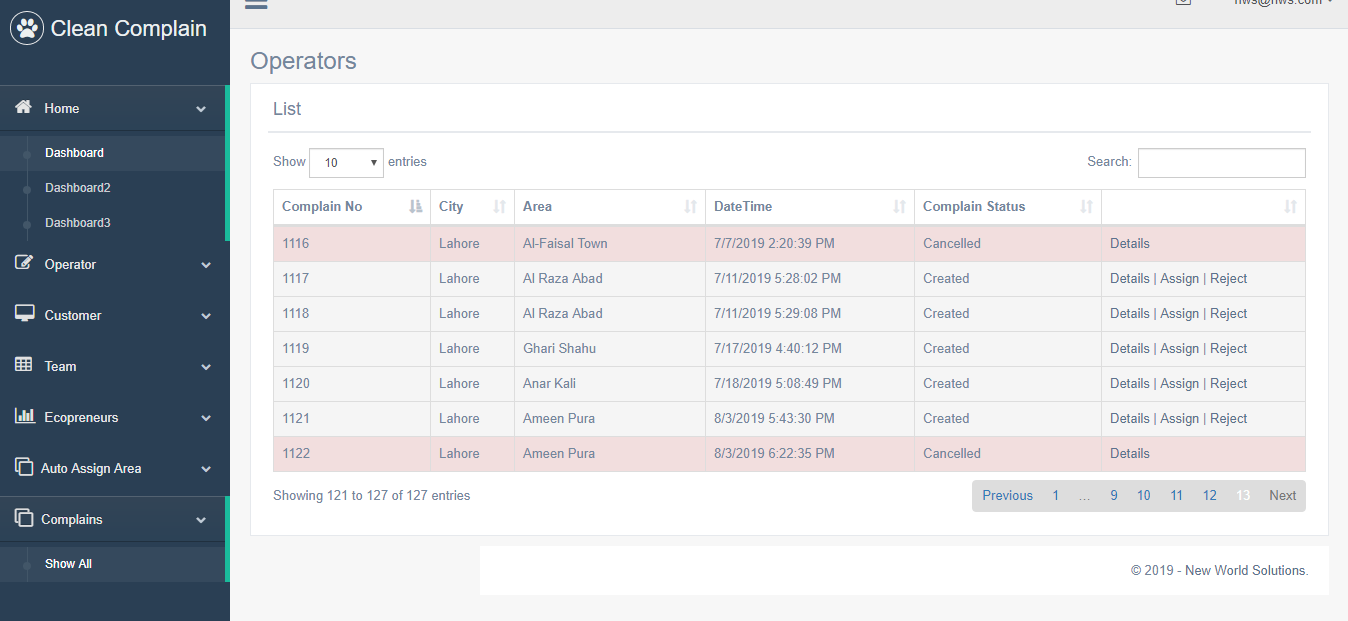 Clean Complain
nws@nws.com
Home
Dashboard
Dashboard2
Dashboard3
Operator
Customer
Team
Ecopreneurs
Auto Assign Area
Complains
Show All
Operators
List
Show 10 entries Search:
Complain No City Area DateTime Complain Status
1116 Lahore Al-Faisal Town 7/7/2019 2:20:39 PM Cancelled Details
1117 Lahore Al Raza Abad 7/11/2019 5:28:02 PM Created Details | Assign | Reject
1118 Lahore Al Raza Abad 7/11/2019 5:29:08 PM Created Details | Assign | Reject
1119 Lahore Ghari Shahu 7/17/2019 4:40:12 PM Created Details | Assign | Reject
1120 Lahore Anar Kali 7/18/2019 5:08:49 PM Created Details | Assign | Reject
1121 Lahore Ameen Pura 8/3/2019 5:43:30 PM Created Details | Assign | Reject
1122 Lahore Ameen Pura 8/3/2019 6:22:35 PM Cancelled Details
Showing 121 to 127 of 127 entries Previous 1 … 9 10 11 12 13 Next
© 2019 - New World Solutions.